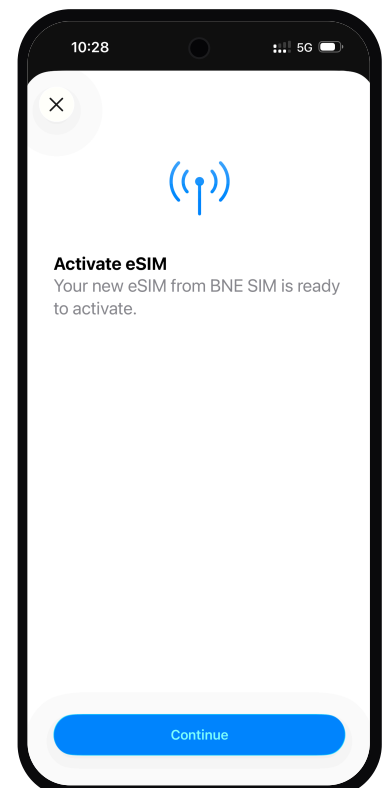 10:28 5G
Activate eSIM
Your new eSIM from BNE SIM is ready
to activate.
Continue